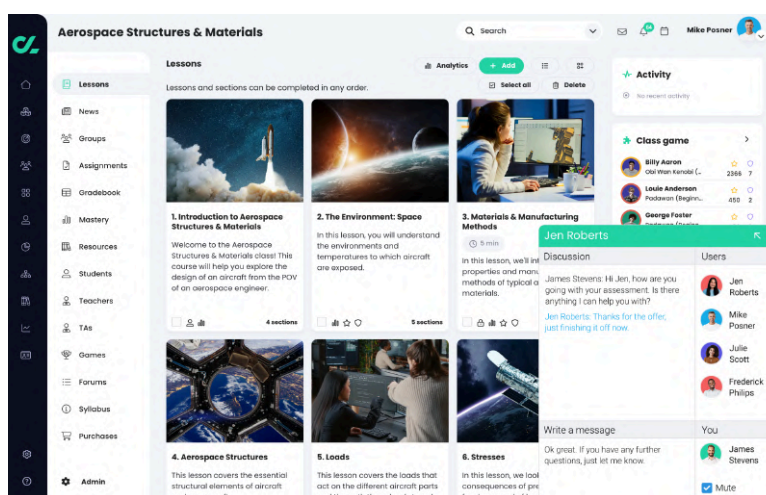 Aerospace Structures & Materials
Search
54
Mike Posner
Lessons
News
Groups
Assignments
Gradebook
Mastery
Resources
Students
Teachers
TAs
Games
Forums
Syllabus
Purchases
Admin
Lessons
Analytics
+ Add
Lessons and sections can be completed in any order.
Select all
Delete
1. Introduction to Aerospace
Structures & Materials
Welcome to the Aerospace
Structures & Materials class! This
course will help you explore the
design of an aircraft from the POV
of an aerospace engineer.
4 sections
2. The Environment: Space
In this lesson, you will understand
the environments and
temperatures to which aircraft
are exposed.
5 sections
3. Materials & Manufacturing
Methods
5 min
In this lesson, we'll int
properties and manu
methods of typical a
materials.
4. Aerospace Structures
This lesson covers the essential
structural elements of aircraft
5. Loads
This lesson covers the loads that
act on the different aircraft parts
6. Stresses
In this lesson, we look
consequences of pre
Activity
No recent activity
Class game
Billy Aaron
Obi Wan Kenobi (...
2366 7
Louie Anderson
Padawan (Beginn...
450 2
George Foster
Jen Roberts
Discussion
James Stevens: Hi Jen, how are you
going with your assessment. Is there
anything I can help you with?
Jen Roberts: Thanks for the offer,
just finishing it off now.
Users
Jen
Roberts
Mike
Posner
Julie
Scott
Frederick
Philips
Write a message
Ok great. If you have any further
questions, just let me know.
You
James
Stevens
Mute